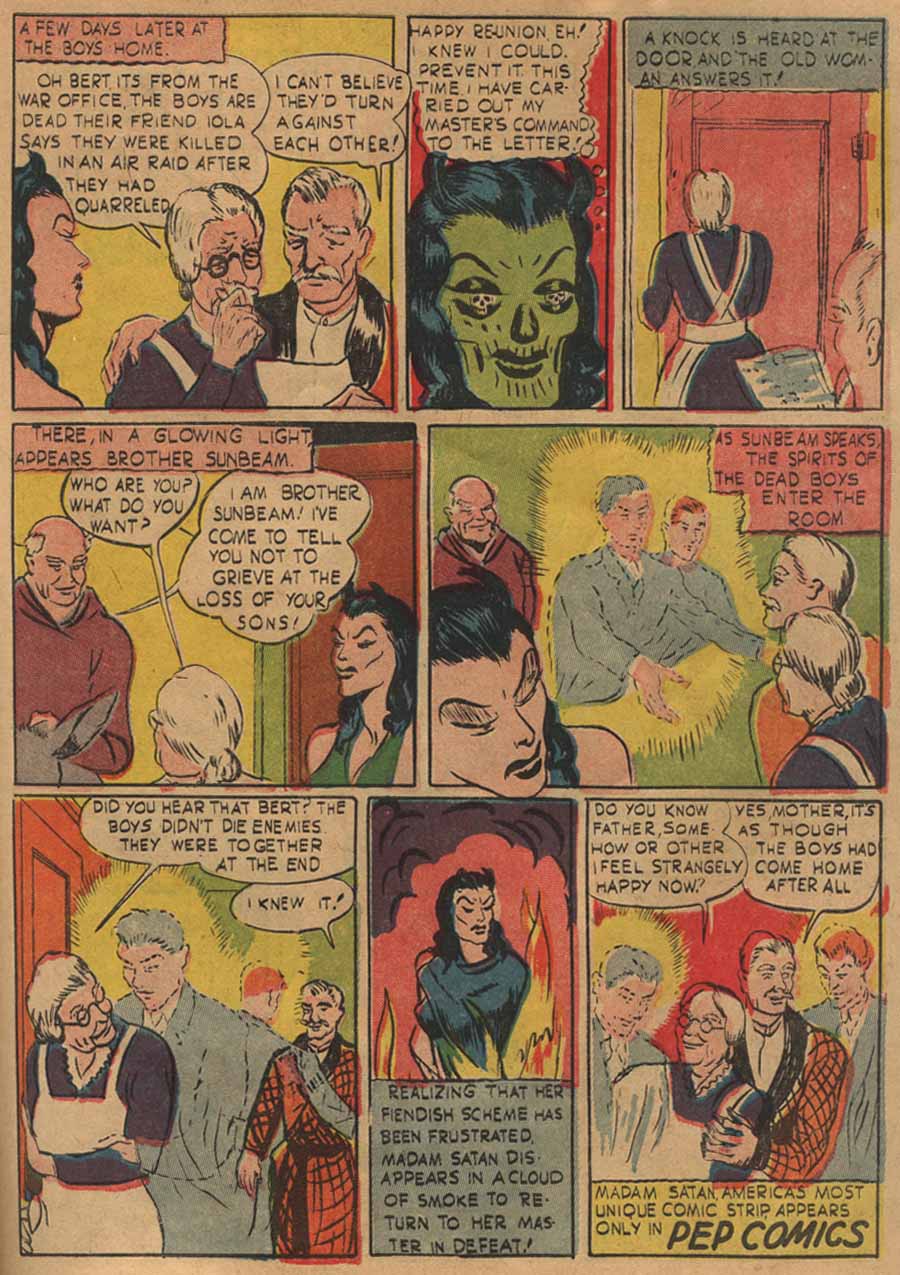 A FEW DAYS LATER AT
THE BOYS HOME.
OH BERT, ITS FROM THE
WAR OFFICE, THE BOYS ARE
DEAD THEIR FRIEND IOLA
SAYS THEY WERE KILLED
IN AN AIR RAID AFTER
THEY HAD
QUARRELED
I CAN'T BELIEVE
THEY'D TURN
AGAINST
EACH OTHER!
HAPPY REUNION, EH!
I KNEW I COULD
PREVENT IT. THIS
TIME, I HAVE CAR-
RIED OUT MY
MASTER'S COMMAND
TO THE LETTER!
A KNOCK IS HEARD AT THE
DOOR AND THE OLD WOM-
AN ANSWERS IT!
THERE, IN A GLOWING LIGHT
APPEARS BROTHER SUNBEAM.
WHO ARE YOU?
WHAT DO YOU
WANT?
I AM BROTHER
SUNBEAM! I'VE
COME TO TELL
YOU NOT TO
GRIEVE AT THE
LOSS OF YOUR
SONS!
AS SUNBEAM SPEAKS,
THE SPIRITS OF
THE DEAD BOYS
ENTER THE
ROOM
DID YOU HEAR THAT BERT? THE
BOYS DIDN'T DIE ENEMIES.
THEY WERE TOGETHER
AT THE END
I KNEW IT!
REALIZING THAT HER
FIENDISH SCHEME HAS
BEEN FRUSTRATED,
MADAM SATAN DIS-
APPEARS IN A CLOUD
OF SMOKE TO RE-
TURN TO HER MAS-
TER IN DEFEAT!
DO YOU KNOW
FATHER, SOME-
HOW OR OTHER
I FEEL STRANGELY
HAPPY NOW?
YES, MOTHER, IT'S
AS THOUGH
THE BOYS HAD
COME HOME
AFTER ALL
MADAM SATAN, AMERICA'S MOST
UNIQUE COMIC STRIP APPEARS
ONLY IN PEP COMICS